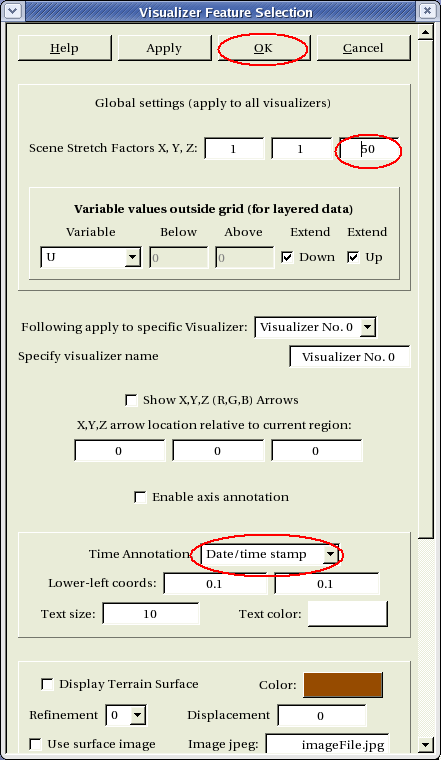 Visualizer Feature Selection
Help Apply OK Cancel
Global settings (apply to all visualizers)
Scene Stretch Factors X, Y, Z: 1 1 50
Variable values outside grid (for layered data)
Variable Below Above Extend Extend
U 0 0 Down Up
Following apply to specific Visualizer: Visualizer No. 0
Specify visualizer name Visualizer No. 0
Show X,Y,Z (R,G,B) Arrows
X,Y,Z arrow location relative to current region:
0 0 0
Enable axis annotation
Time Annotation Date/time stamp
Lower-left coords: 0.1 0.1
Text size: 10 Text color:
Display Terrain Surface Color:
Refinement 0 Displacement 0
Use surface image Image jpeg: imageFile.jpg